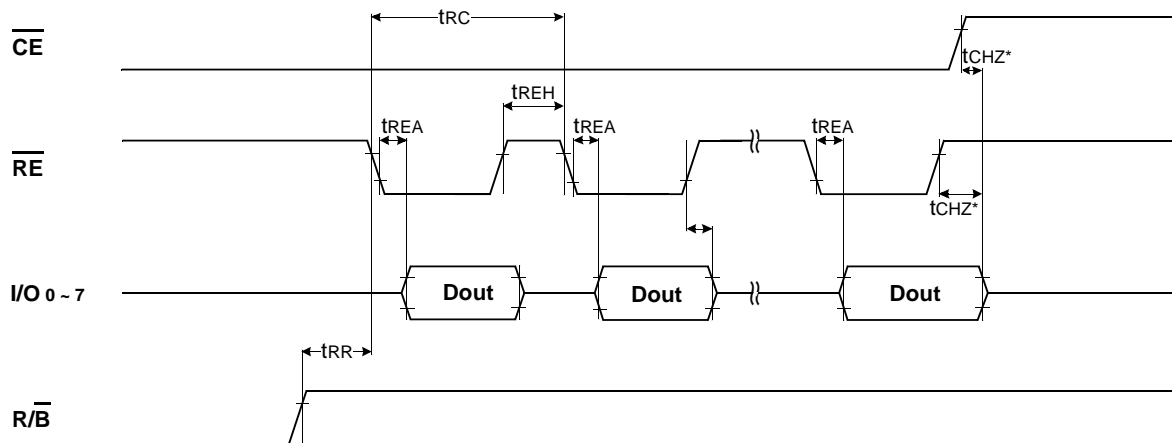 tRC
CE
tCHZ*
tREH
tREA
tREA
tREA
RE
tCHZ*
I/O 0 ~ 7
Dout
Dout
Dout
tRR
R/B